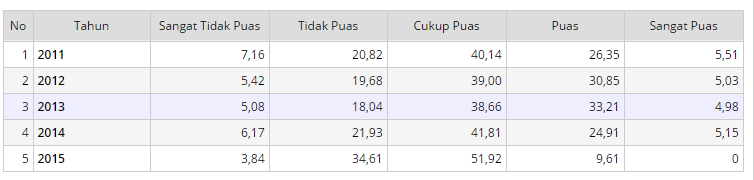 No Tahun Sangat Tidak Puas Tidak Puas Cukup Puas Puas Sangat Puas
1 2011 7,16 20,82 40,14 26,35 5,51
2 2012 5,42 19,68 39,00 30,85 5,03
3 2013 5,08 18,04 38,66 33,21 4,98
4 2014 6,17 21,93 41,81 24,91 5,15
5 2015 3,84 34,61 51,92 9,61 0